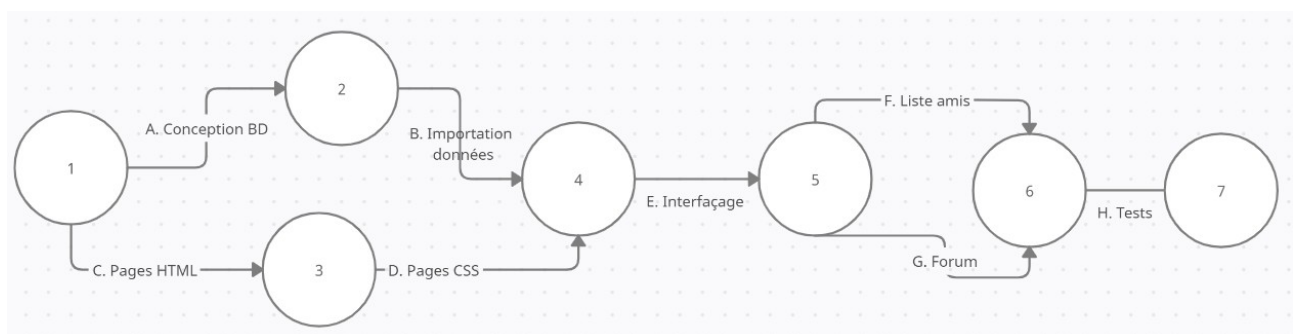 2
F. Liste amis
A. Conception BD
B. Importation
données
1
4
5
6
7
E. Interfaçage
H. Tests
C. Pages HTML
3
D. Pages CSS
G. Forum